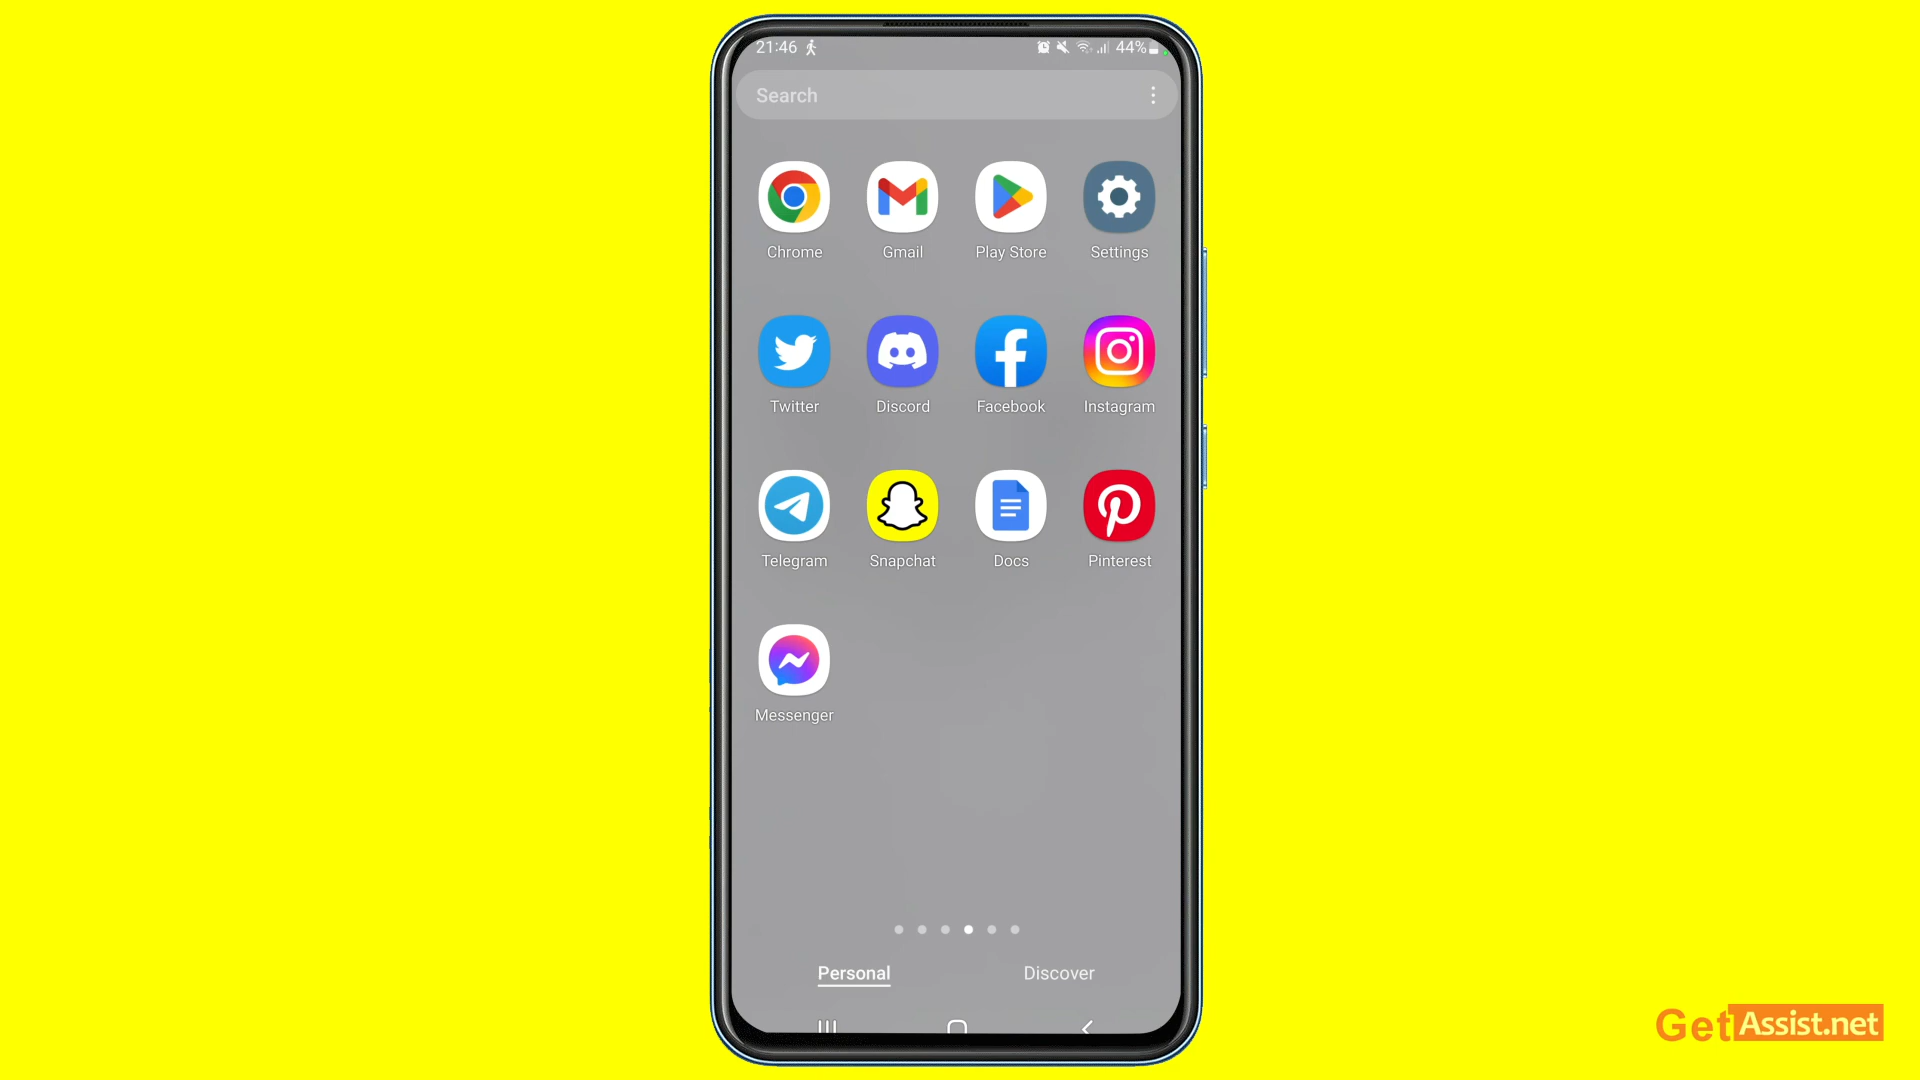 21:46
44%
Search
Chrome
Gmail
Play Store
Settings
Twitter
Discord
Facebook
Instagram
Telegram
Snapchat
Docs
Pinterest
Messenger
Personal
Discover
GetAssist.net